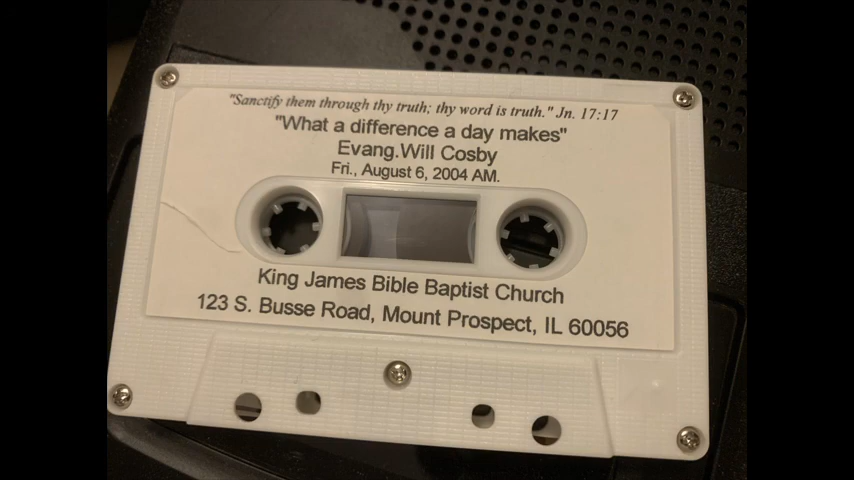 "Sanctify them through thy truth; thy word is truth." Jn. 17:17
"What a difference a day makes"
Evang.Will Cosby
Fri., August 6, 2004 AM.
King James Bible Baptist Church
123 S. Busse Road, Mount Prospect, IL 60056